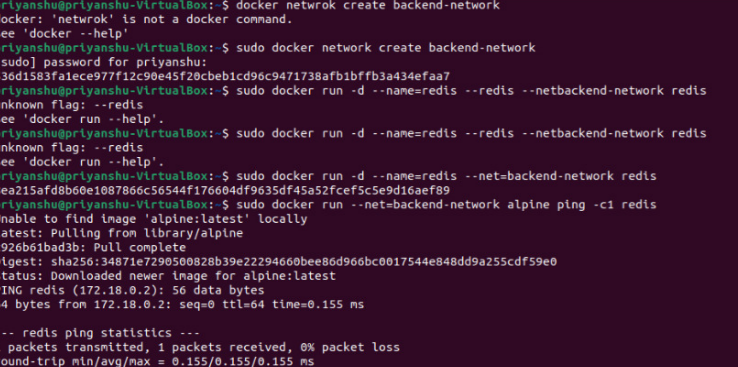 riyanshu@priyanshu-VirtualBox:~$ docker netwrok create backend-network
ocker: 'netwrok' is not a docker command.
ee 'docker --help'
riyanshu@priyanshu-VirtualBox:~$ sudo docker network create backend-network
sudo] password for priyanshu:
36d1583fa1ece977f12c90e45f20cbeb1cd96c9471738afb1bffb3a434efaa7
riyanshu@priyanshu-VirtualBox:~$ sudo docker run -d --name=redis --redis --netbackend-network redis
nknown flag: --redis
ee 'docker run --help'.
riyanshu@priyanshu-VirtualBox:~$ sudo docker run -d --name=redis --redis --netbackend-network redis
nknown flag: --redis
ee 'docker run --help'.
riyanshu@priyanshu-VirtualBox:~$ sudo docker run -d --name=redis --net=backend-network redis
ea215afd8b60e1087866c56544f176604df9635df45a52fcef5c5e9d16aef89
riyanshu@priyanshu-VirtualBox:~$ sudo docker run --net=backend-network alpine ping -c1 redis
nable to find image 'alpine:latest' locally
atest: Pulling from library/alpine
926b61bad3b: Pull complete
igest: sha256:34871e7290500828b39e22294660bee86d966bc0017544e848dd9a255cdf59e0
tatus: Downloaded newer image for alpine:latest
PING redis (172.18.0.2): 56 data bytes
4 bytes from 172.18.0.2: seq=0 ttl=64 time=0.155 ms
-- redis ping statistics ---
packets transmitted, 1 packets received, 0% packet loss
ound-trip min/avg/max = 0.155/0.155/0.155 ms